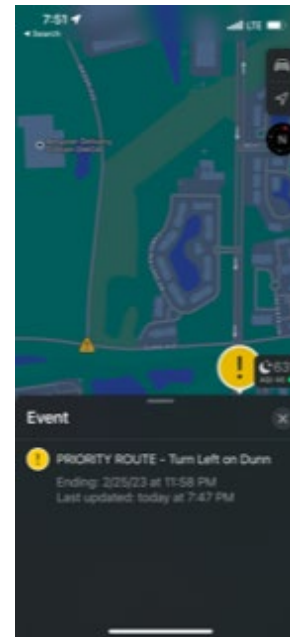 7:51
LTE
Search
N
63
Event
PRIORITY ROUTE - Turn Left on Dunn
Ending: 2/25/23 at 11:58 PM
Last updated: today at 7:47 PM